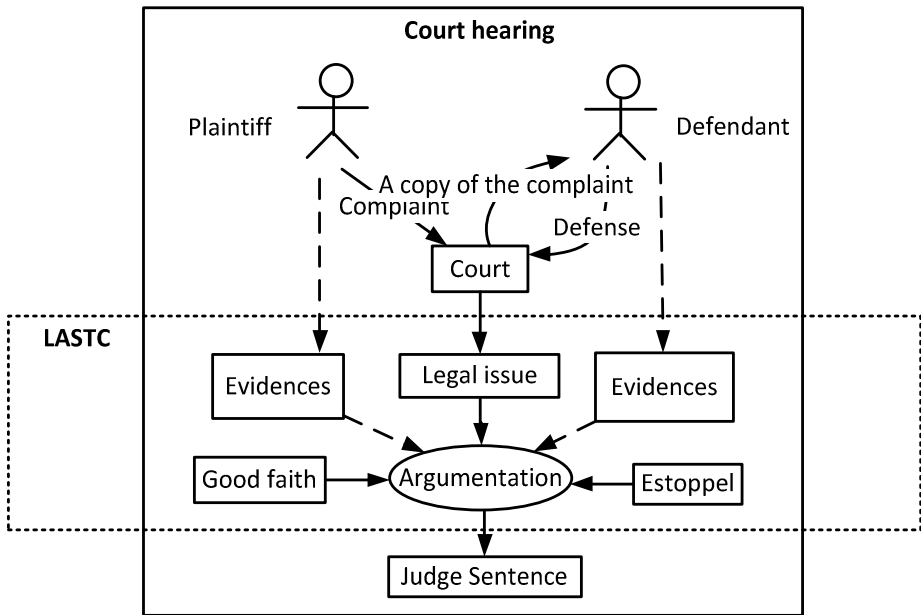 Court hearing
Plaintiff
Defendant
A copy of the complaint
Complaint
Defense
Court
LASTC
Evidences
Legal issue
Evidences
Good faith
Argumentation
Estoppel
Judge Sentence